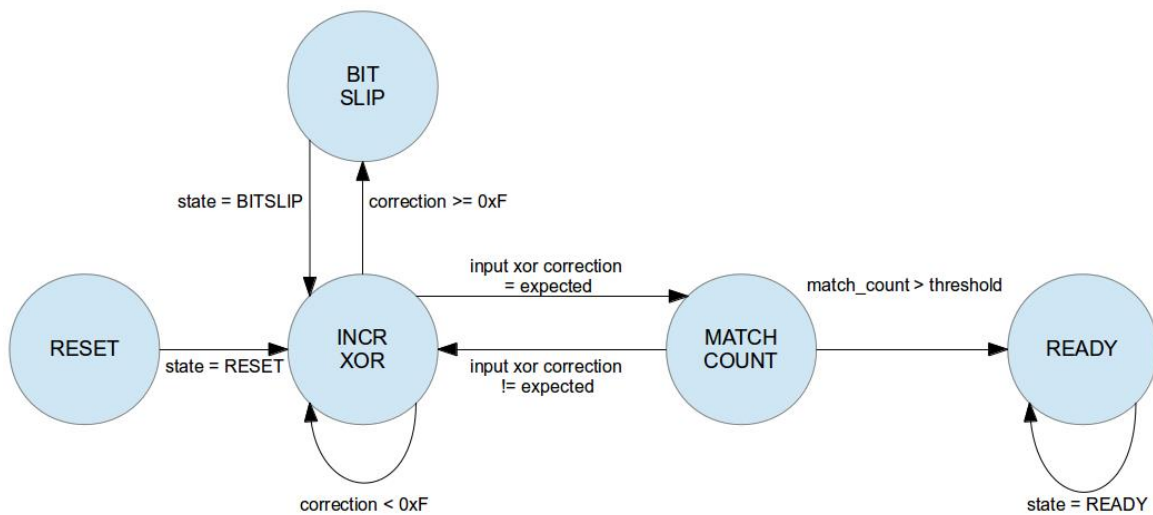 BIT
SLIP
state = BITSLIP
correction >= 0xF
input xor correction
= expected
match_count > threshold
RESET
state = RESET
INCR
XOR
input xor correction
!= expected
MATCH
COUNT
READY
correction < 0xF
state = READY